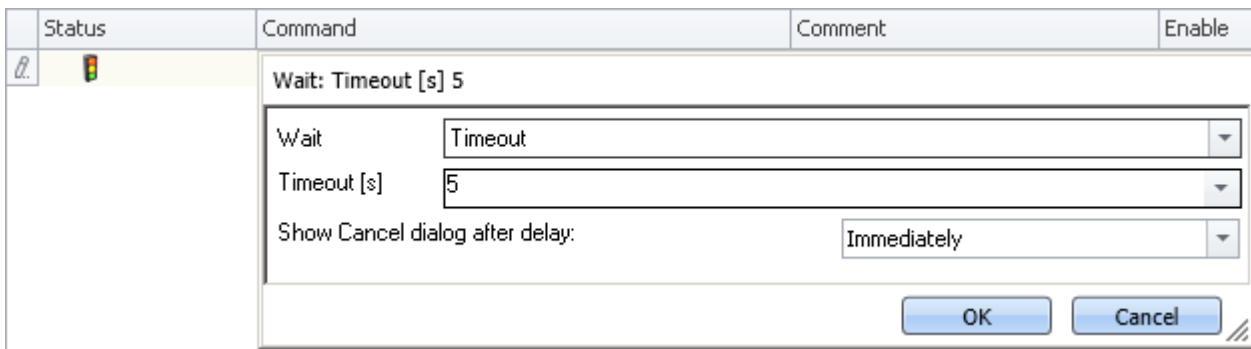 Status Command Comment Enable
Wait: Timeout [s] 5
Wait Timeout
Timeout [s] 5
Show Cancel dialog after delay: Immediately
OK Cancel